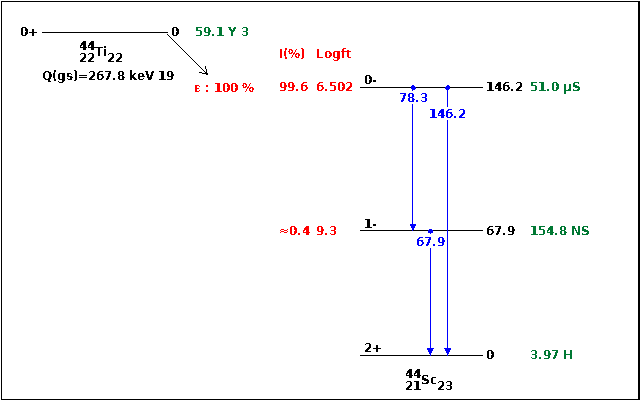 0+ 0 59.1 Y 3
44
22Ti22
Q(gs)=267.8 keV 19
ε : 100 %
I(%) Logft
99.6 6.502 0- 146.2 51.0 μS
78.3
146.2
≈0.4 9.3 1- 67.9 154.8 NS
67.9
2+ 0 3.97 H
44
21Sc23